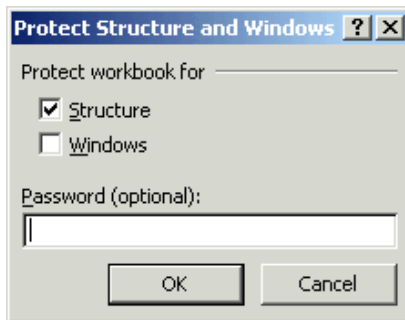 Protect Structure and Windows
Protect workbook for
Structure
Windows
Password (optional):
OK Cancel